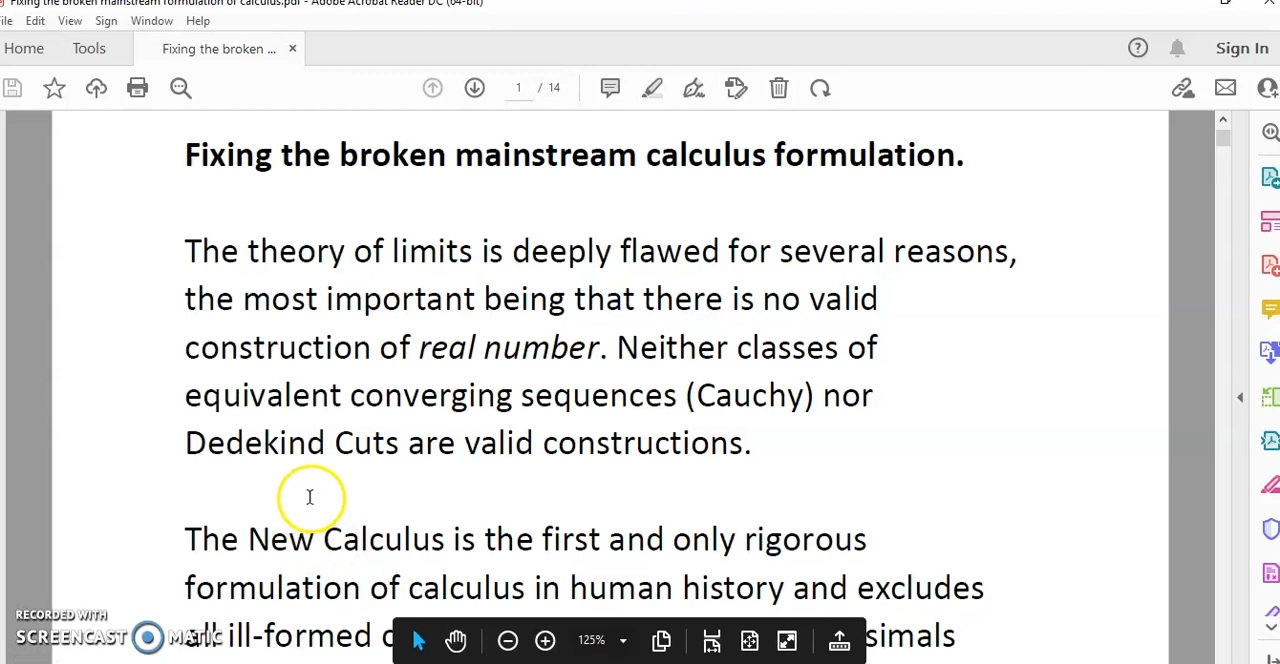 Fixing the broken mainstream formulation of calculus.pdf - Adobe Acrobat Reader DC (64-bit)
File Edit View Sign Window Help
Home Tools Fixing the broken ... × Sign In
1 / 14
Fixing the broken mainstream calculus formulation.
The theory of limits is deeply flawed for several reasons,
the most important being that there is no valid
construction of real number. Neither classes of
equivalent converging sequences (Cauchy) nor
Dedekind Cuts are valid constructions.
The New Calculus is the first and only rigorous
formulation of calculus in human history and excludes
all ill-formed
RECORDED WITH
SCREENCAST MATIC
125%